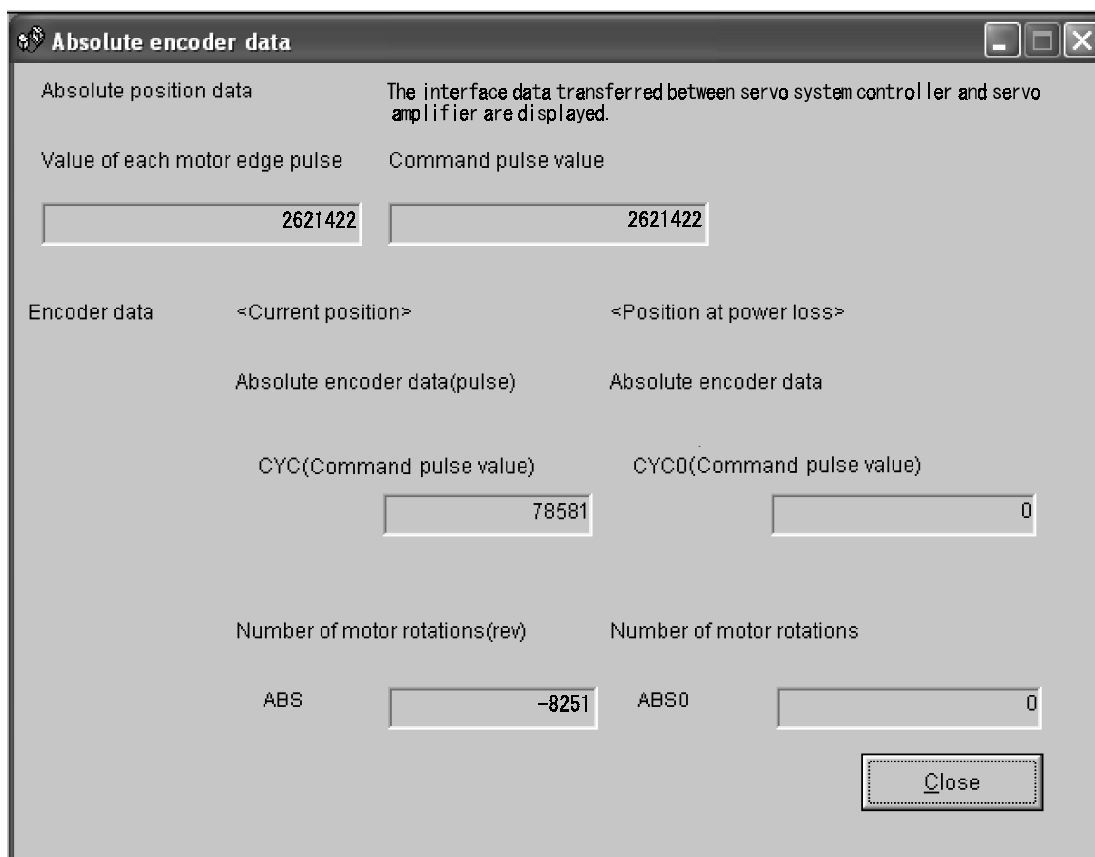 Absolute encoder data
Absolute position data
The interface data transferred between servo system controller and servo
amplifier are displayed.
Value of each motor edge pulse
Command pulse value
2621422
2621422
Encoder data
<Current position>
<Position at power loss>
Absolute encoder data(pulse)
Absolute encoder data
CYC(Command pulse value)
CYC0(Command pulse value)
78581
0
Number of motor rotations(rev)
Number of motor rotations
ABS
-8251
ABS0
0
Close